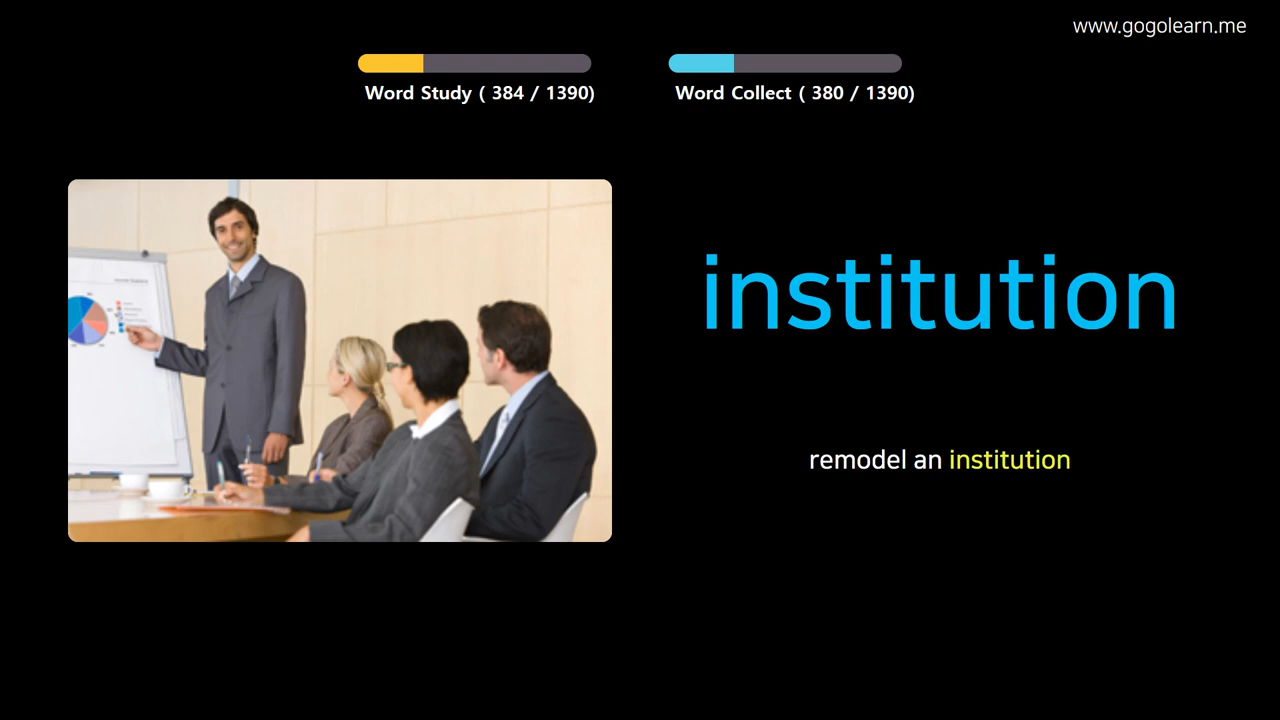 www.gogolearn.me
Word Study ( 384 / 1390)
Word Collect ( 380 / 1390)
institution
remodel an institution